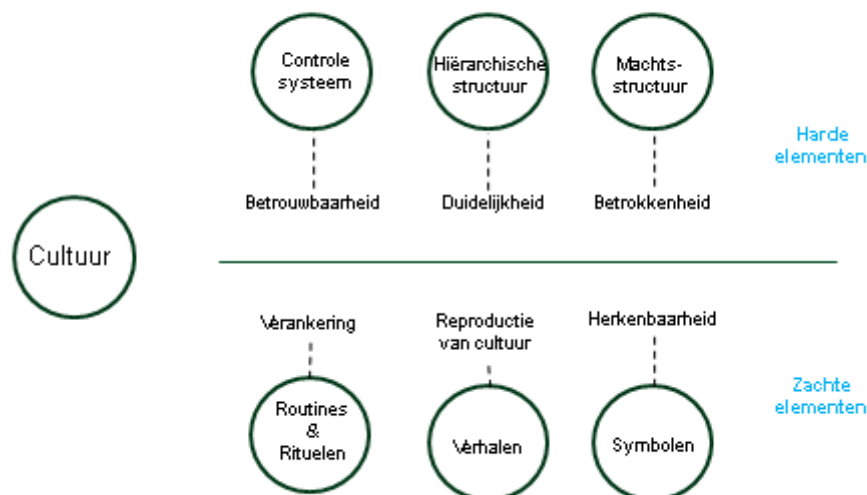 Controle
systeem
Hiërarchische
structuur
Machts-
structuur
Harde
elementen
Betrouwbaarheid
Duidelijkheid
Betrokkenheid
Cultuur
Verankering
Reproductie
van cultuur
Herkenbaarheid
Zachte
elementen
Routines
&
Rituelen
Verhalen
Symbolen